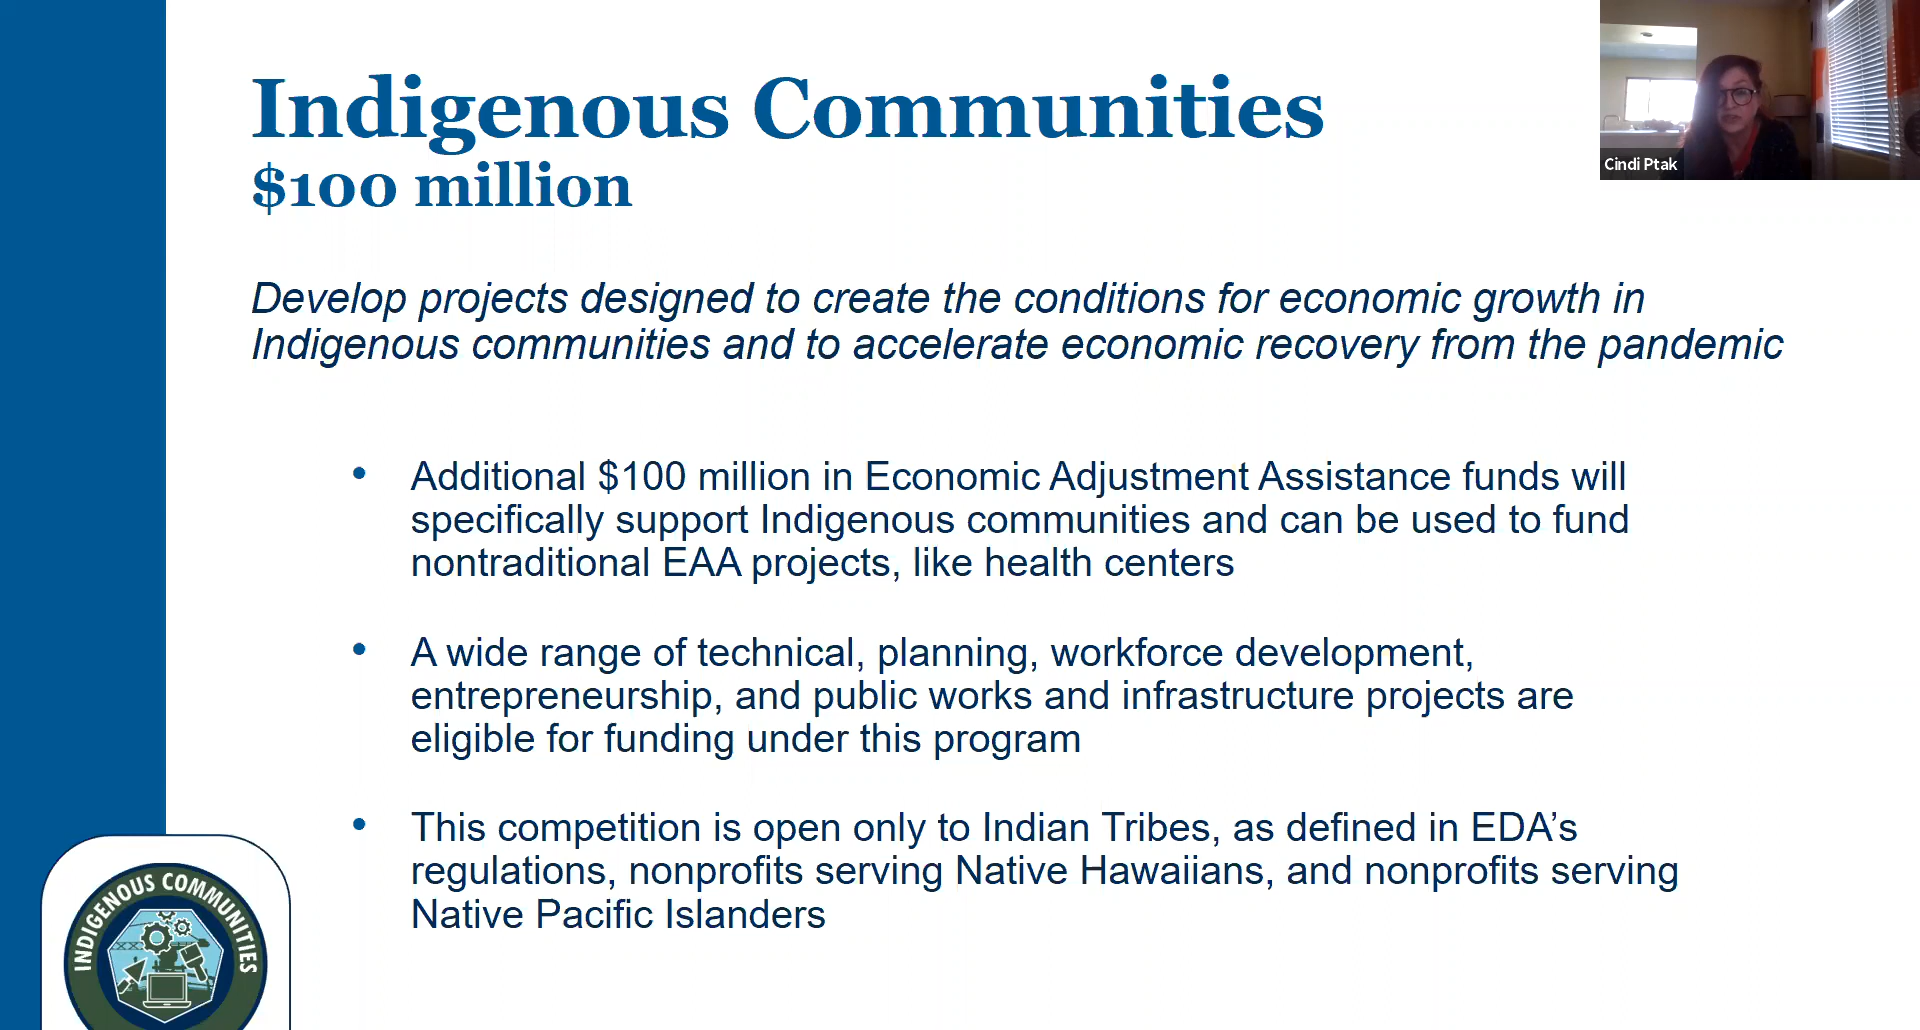 Indigenous Communities
$100 million
Cindi Ptak
Develop projects designed to create the conditions for economic growth in
Indigenous communities and to accelerate economic recovery from the pandemic
• Additional $100 million in Economic Adjustment Assistance funds will
specifically support Indigenous communities and can be used to fund
nontraditional EAA projects, like health centers
• A wide range of technical, planning, workforce development,
entrepreneurship, and public works and infrastructure projects are
eligible for funding under this program
• This competition is open only to Indian Tribes, as defined in EDA’s
regulations, nonprofits serving Native Hawaiians, and nonprofits serving
Native Pacific Islanders
INDIGENOUS COMMUNITIES